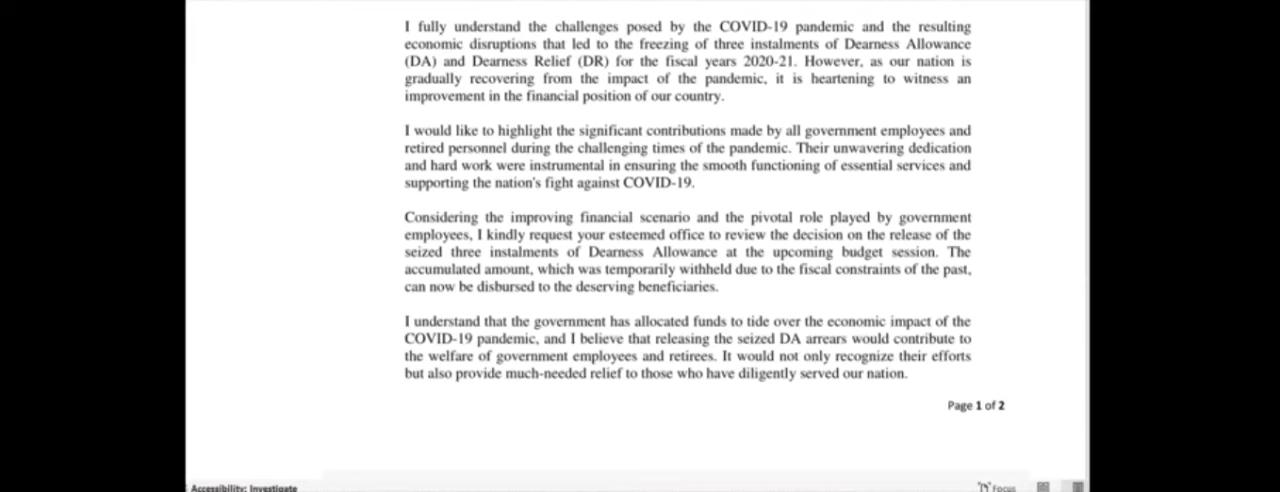 I fully understand the challenges posed by the COVID-19 pandemic and the resulting
economic disruptions that led to the freezing of three instalments of Dearness Allowance
(DA) and Dearness Relief (DR) for the fiscal years 2020-21. However, as our nation is
gradually recovering from the impact of the pandemic, it is heartening to witness an
improvement in the financial position of our country.
I would like to highlight the significant contributions made by all government employees and
retired personnel during the challenging times of the pandemic. Their unwavering dedication
and hard work were instrumental in ensuring the smooth functioning of essential services and
supporting the nation's fight against COVID-19.
Considering the improving financial scenario and the pivotal role played by government
employees, I kindly request your esteemed office to review the decision on the release of the
seized three instalments of Dearness Allowance at the upcoming budget session. The
accumulated amount, which was temporarily withheld due to the fiscal constraints of the past,
can now be disbursed to the deserving beneficiaries.
I understand that the government has allocated funds to tide over the economic impact of the
COVID-19 pandemic, and I believe that releasing the seized DA arrears would contribute to
the welfare of government employees and retirees. It would not only recognize their efforts
but also provide much-needed relief to those who have diligently served our nation.
Page 1 of 2
Accessibility: Investigate
Focus